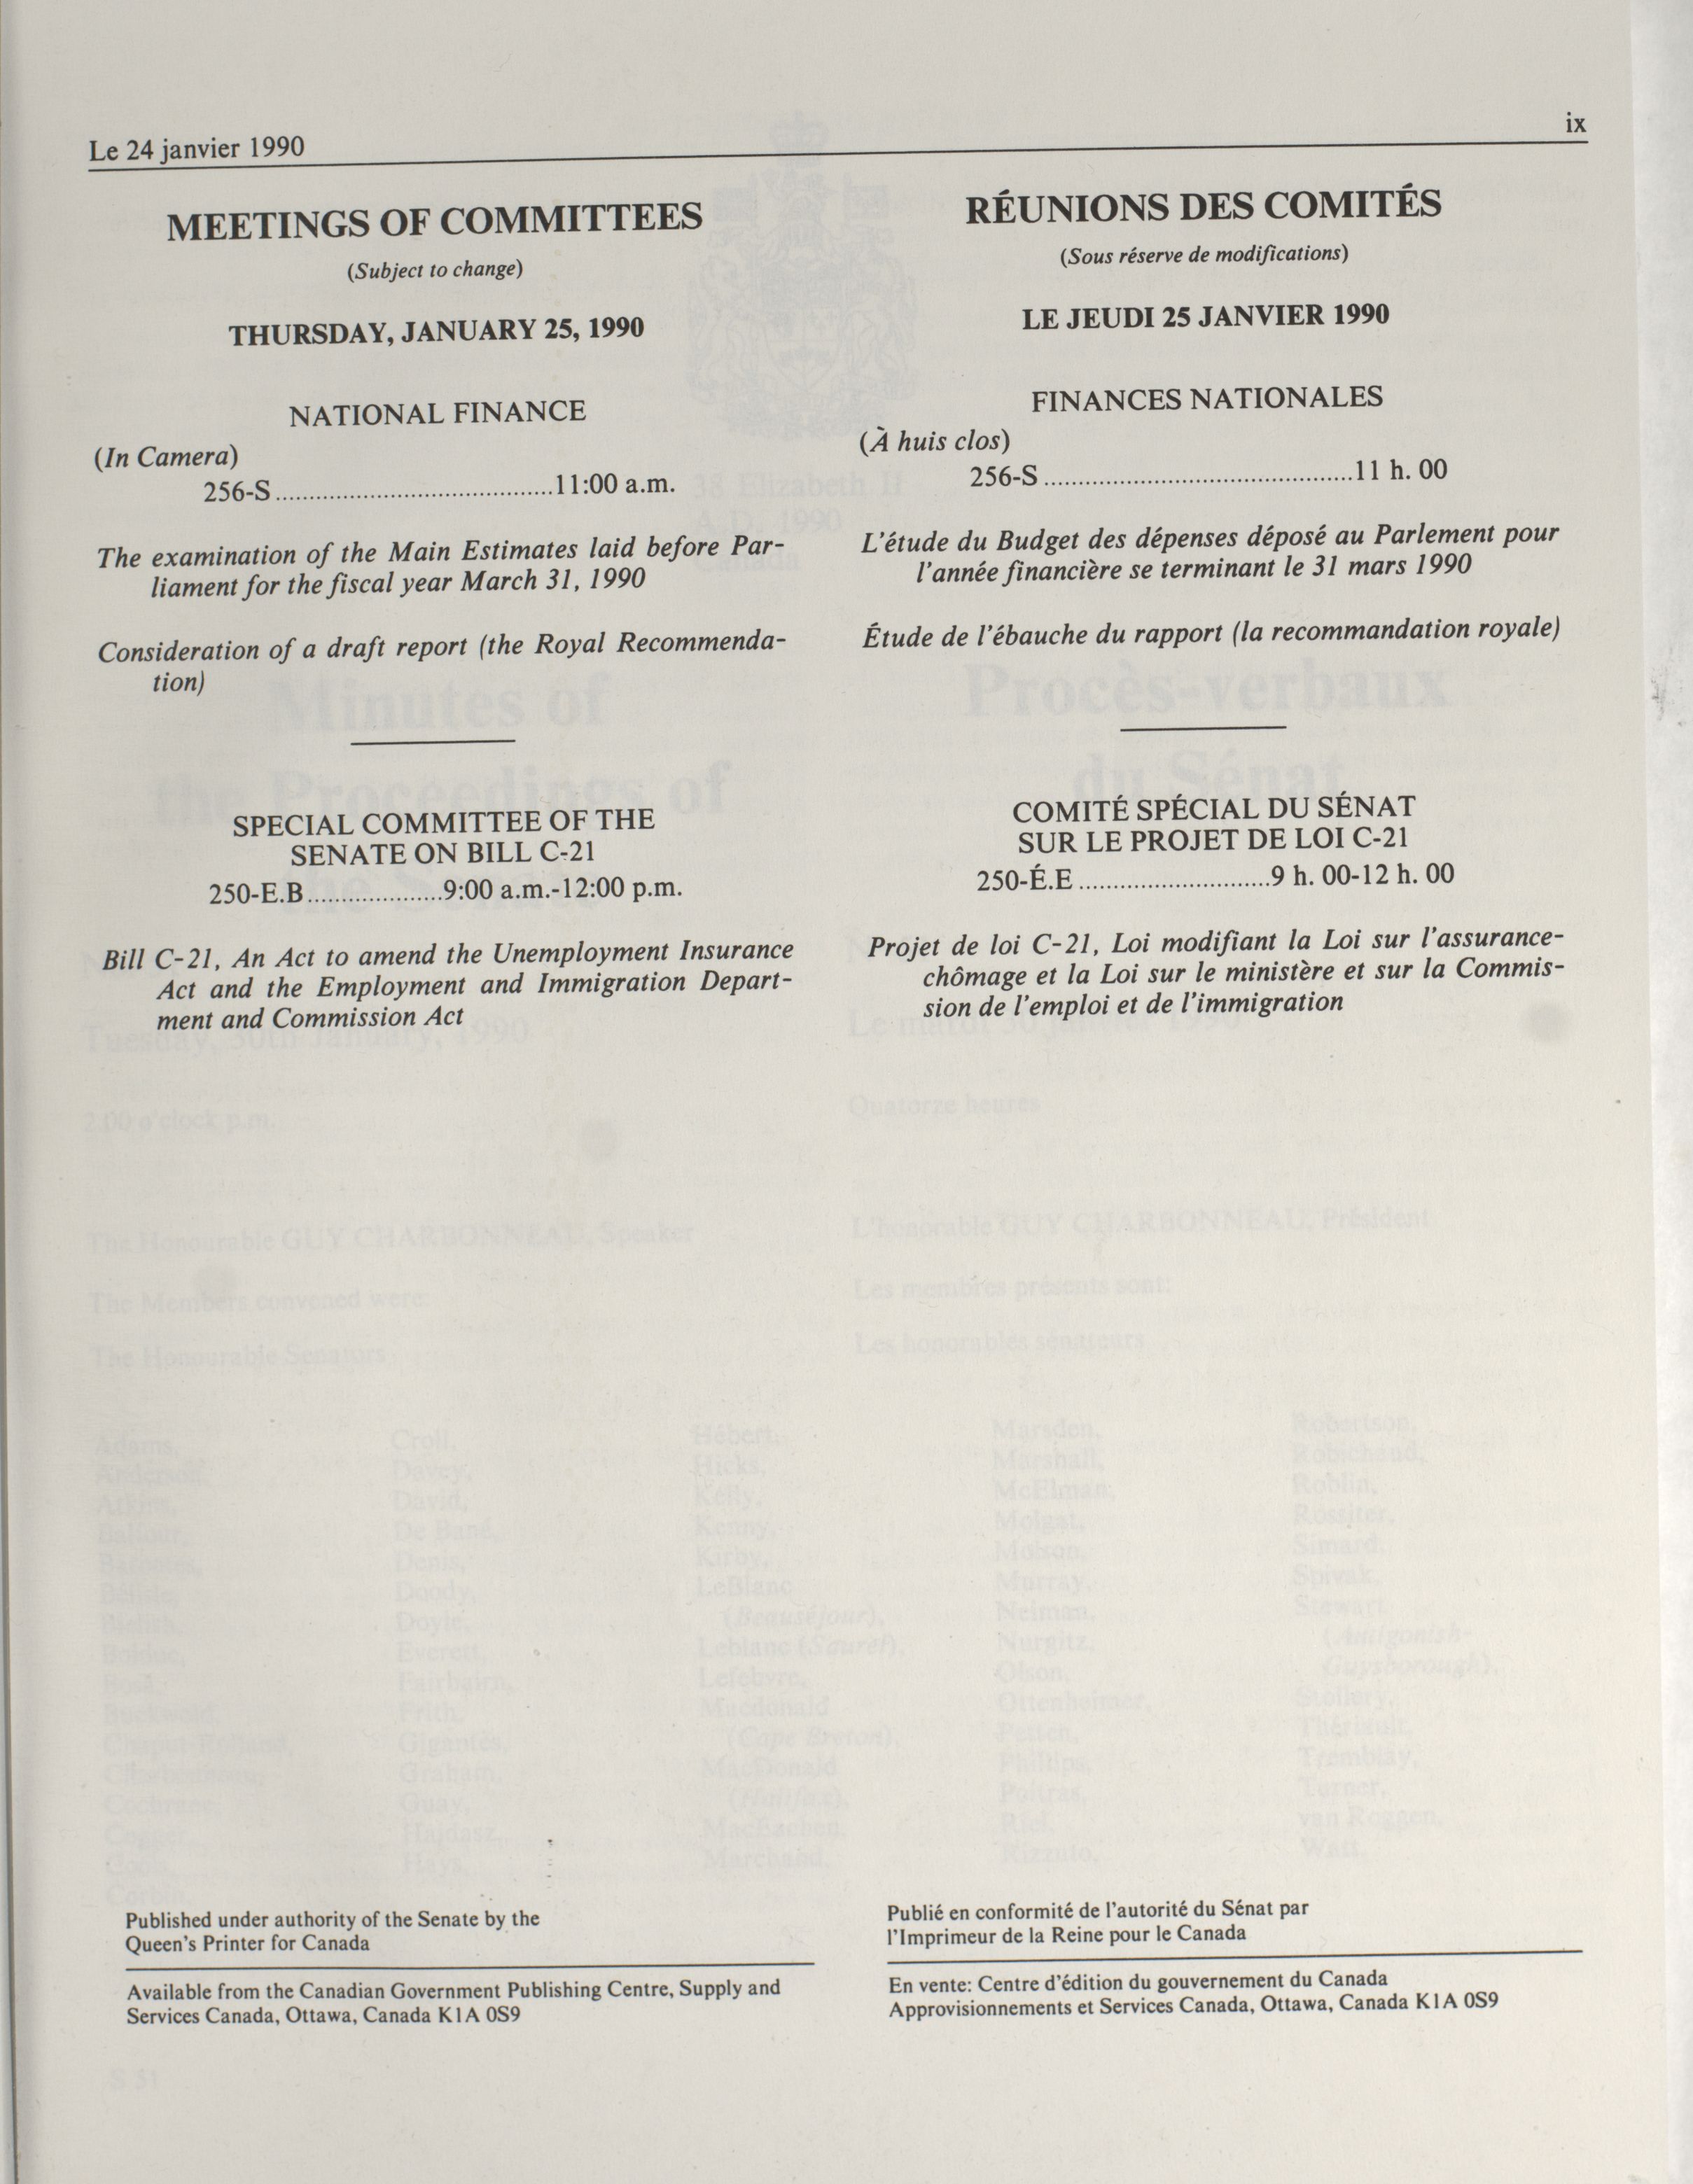 Le 24 janvier 1990
ix
MEETINGS OF COMMITTEES
(Subject to change)
THURSDAY, JANUARY 25, 1990
NATIONAL FINANCE
(In Camera)
256-S........................................11:00 a.m.
The examination of the Main Estimates laid before Par-
liament for the fiscal year March 31, 1990
Consideration of a draft report (the Royal Recommenda-
tion)
SPECIAL COMMITTEE OF THE
SENATE ON BILL C-21
250-E.B....................9:00 a.m.-12:00 p.m.
Bill C-21, An Act to amend the Unemployment Insurance
Act and the Employment and Immigration Depart-
ment and Commission Act
Published under authority of the Senate by the
Queen's Printer for Canada
Available from the Canadian Government Publishing Centre, Supply and
Services Canada, Ottawa, Canada K1A 0S9
RÉUNIONS DES COMITÉS
(Sous réserve de modifications)
LE JEUDI 25 JANVIER 1990
FINANCES NATIONALES
(À huis clos)
256-S.............................................11 h. 00
L'étude du Budget des dépenses déposé au Parlement pour
l'année financière se terminant le 31 mars 1990
Étude de l'ébauche du rapport (la recommandation royale)
COMITÉ SPÉCIAL DU SÉNAT
SUR LE PROJET DE LOI C-21
250-É.E............................9 h. 00-12 h. 00
Projet de loi C-21, Loi modifiant la Loi sur l'assurance-
chômage et la Loi sur le ministère et sur la Commis-
sion de l'emploi et de l'immigration
Publié en conformité de l'autorité du Sénat par
l'Imprimeur de la Reine pour le Canada
En vente: Centre d'édition du gouvernement du Canada
Approvisionnements et Services Canada, Ottawa, Canada K1A 0S9